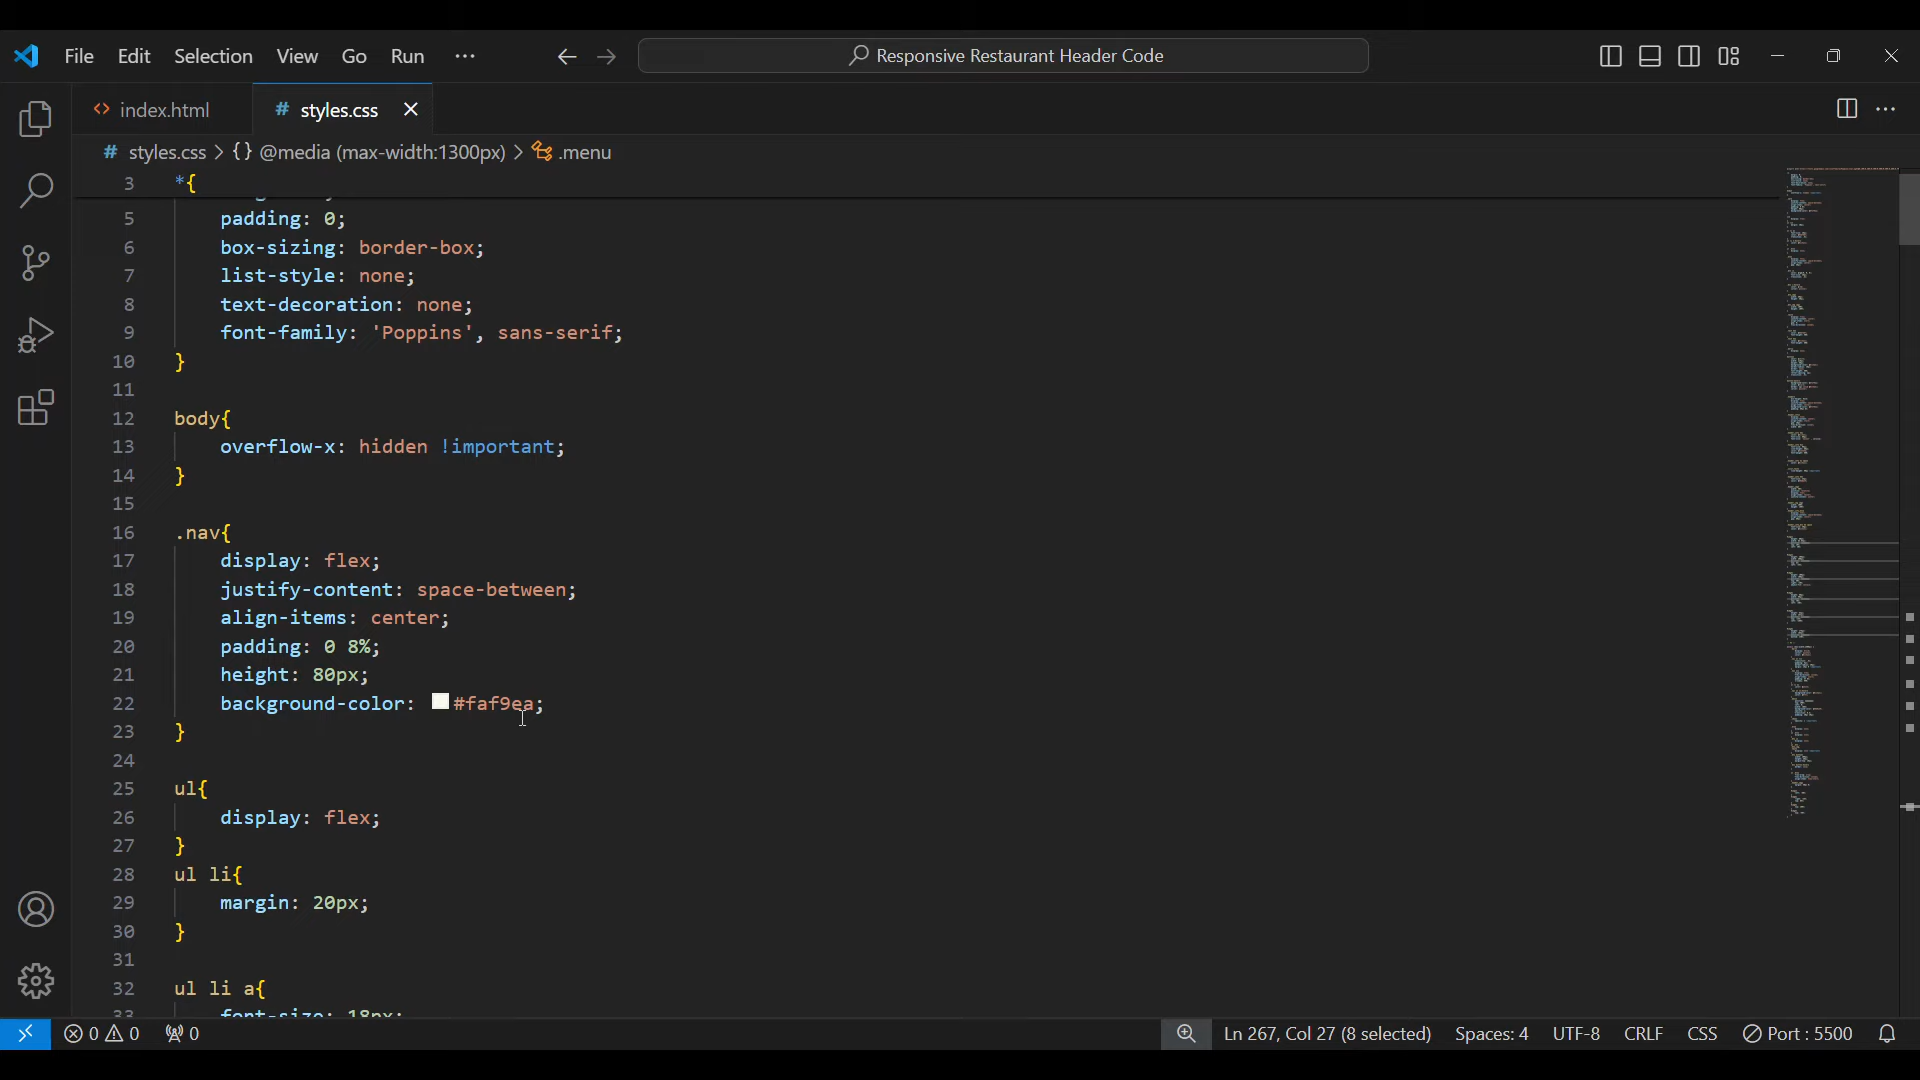 File Edit Selection View Go Run ···
Responsive Restaurant Header Code
index.html
# styles.css
# styles.css > {} @media (max-width:1300px) > .menu
3 *{
5 padding: 0;
6 box-sizing: border-box;
7 list-style: none;
8 text-decoration: none;
9 font-family: 'Poppins', sans-serif;
10 }
11
12 body{
13 overflow-x: hidden !important;
14 }
15
16 .nav{
17 display: flex;
18 justify-content: space-between;
19 align-items: center;
20 padding: 0 8%;
21 height: 80px;
22 background-color: #faf9ea;
23 }
24
25 ul{
26 display: flex;
27 }
28 ul li{
29 margin: 20px;
30 }
31
32 ul li a{
33 font-size: 18px;
0 0 0
Ln 267, Col 27 (8 selected) Spaces: 4 UTF-8 CRLF CSS Port : 5500